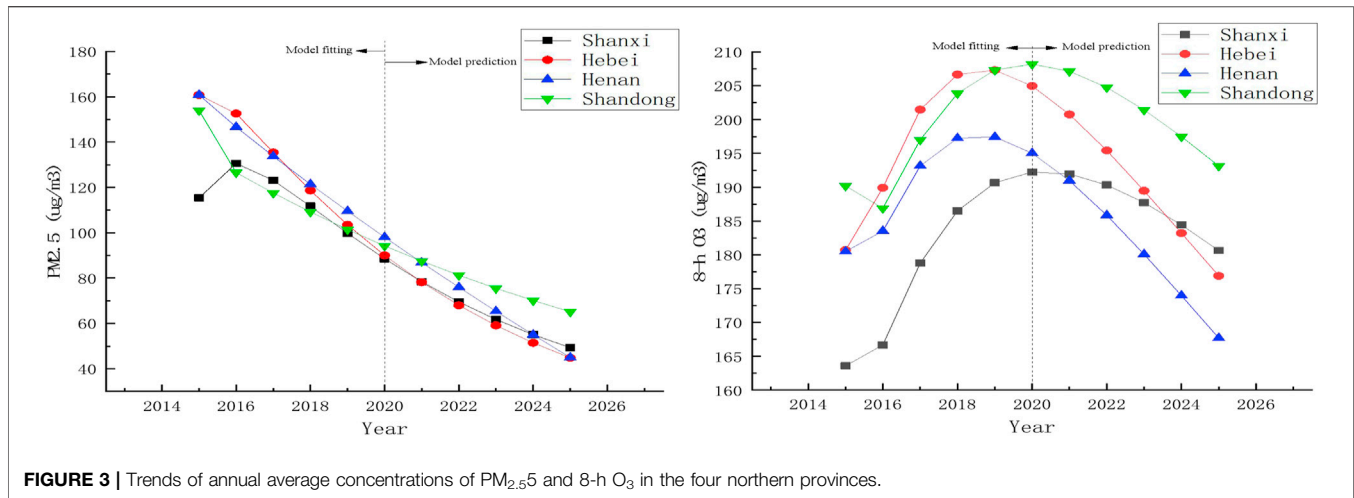 Model fitting
Model prediction
Shanxi
Hebei
Henan
Shandong
180
160
140
120
100
80
60
40
PM2.5 (ug/m3)
2014 2016 2018 2020 2022 2024 2026
Year
Model fitting
Model prediction
Shanxi
Hebei
Henan
Shandong
210
205
200
195
190
185
180
175
170
165
160
8-h O3 (ug/m3)
2014 2016 2018 2020 2022 2024 2026
Year
FIGURE 3 | Trends of annual average concentrations of PM2.55 and 8-h O3 in the four northern provinces.